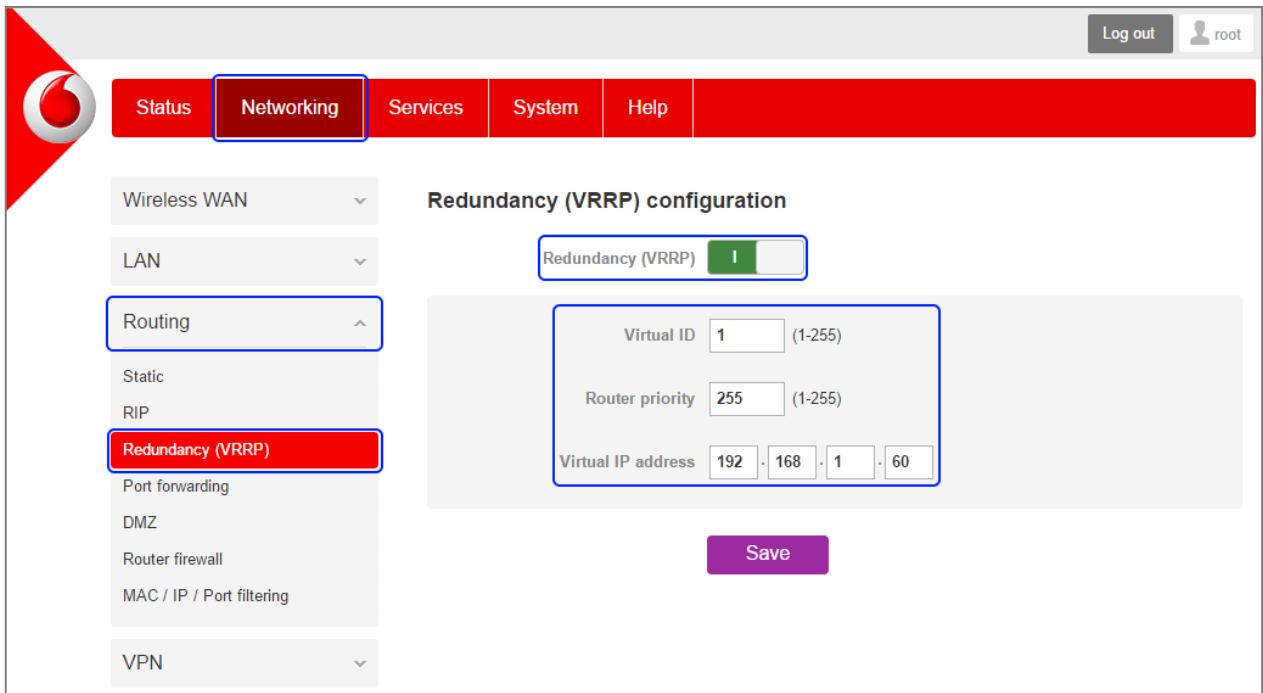 Log out
root
Status Networking Services System Help
Wireless WAN
LAN
Routing
Static
RIP
Redundancy (VRRP)
Port forwarding
DMZ
Router firewall
MAC / IP / Port filtering
VPN
Redundancy (VRRP) configuration
Redundancy (VRRP) I
Virtual ID 1 (1-255)
Router priority 255 (1-255)
Virtual IP address 192 . 168 . 1 . 60
Save